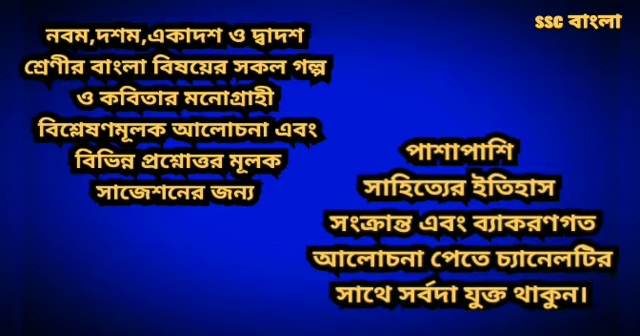 ssc বাংলা
নবম,দশম,একাদশ ও দ্বাদশ
শ্রেণীর বাংলা বিষয়ের সকল গল্প
ও কবিতার মনোগ্রাহী
বিশ্লেষণমূলক আলোচনা এবং
বিভিন্ন প্রশ্নোত্তর মূলক
সাজেশনের জন্য
পাশাপাশি
সাহিত্যের ইতিহাস
সংক্রান্ত এবং ব্যাকরণগত
আলোচনা পেতে চ্যানেলটির
সাথে সর্বদা যুক্ত থাকুন।